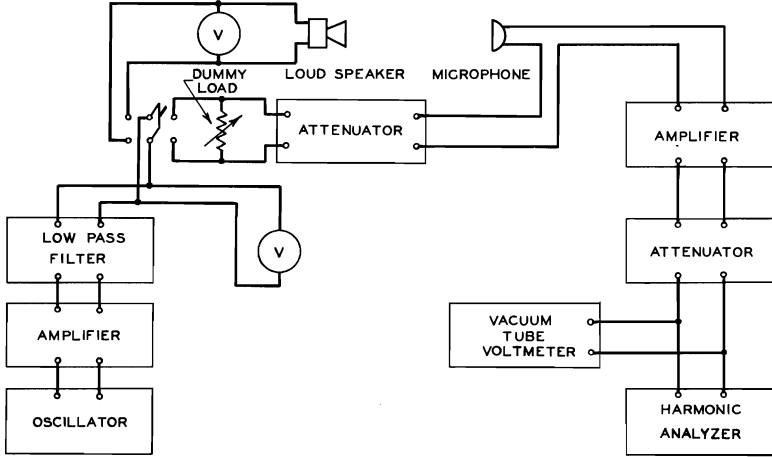 V
DUMMY
LOAD
LOUD SPEAKER
MICROPHONE
ATTENUATOR
AMPLIFIER
LOW PASS
FILTER
V
ATTENUATOR
AMPLIFIER
VACUUM
TUBE
VOLTMETER
OSCILLATOR
HARMONIC
ANALYZER